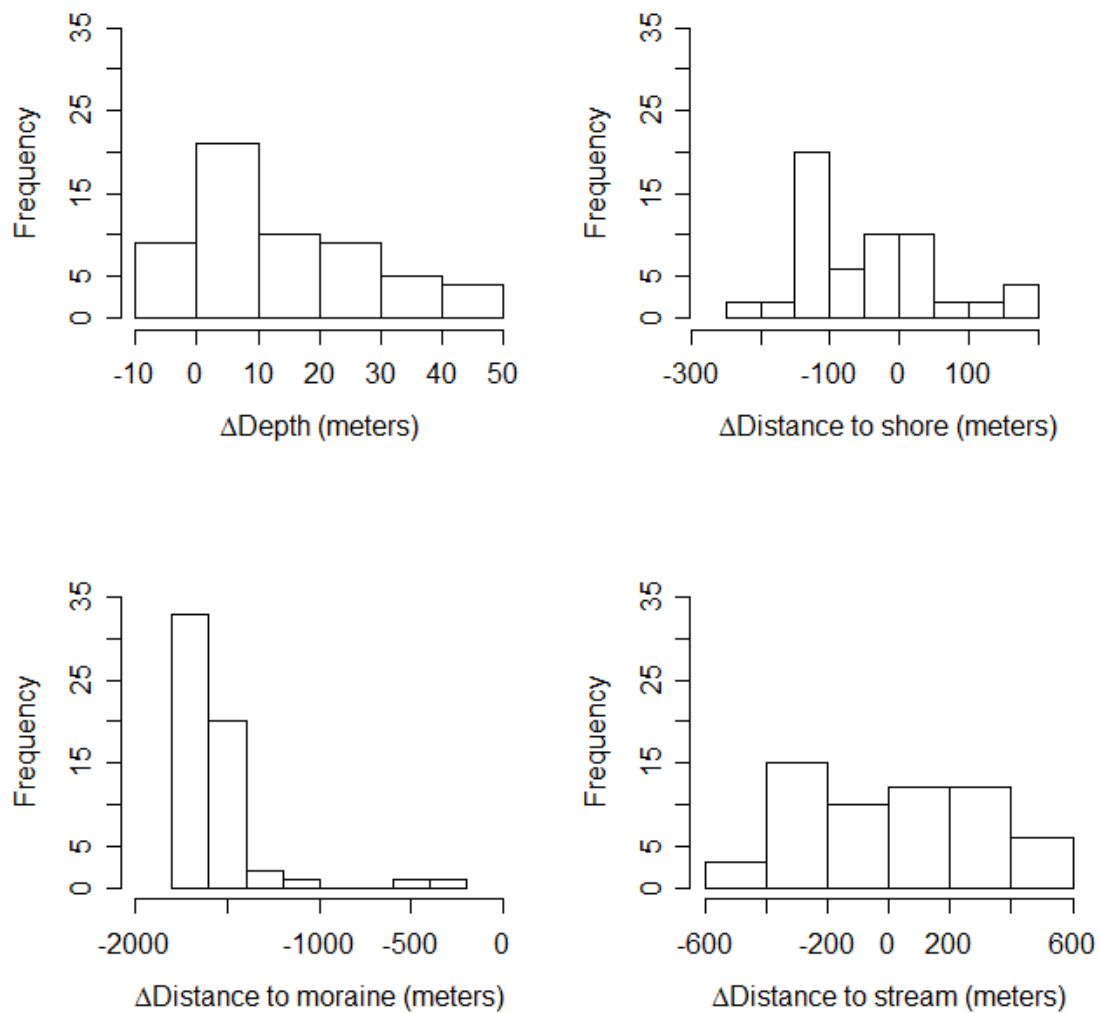 Frequency
35
25
15
5
0
-10 0 10 20 30 40 50
ΔDepth (meters)
Frequency
35
25
15
5
0
-300 -100 0 100
ΔDistance to shore (meters)
Frequency
35
25
15
5
0
-2000 -1000 -500 0
ΔDistance to moraine (meters)
Frequency
35
25
15
5
0
-600 -200 0 200 600
ΔDistance to stream (meters)